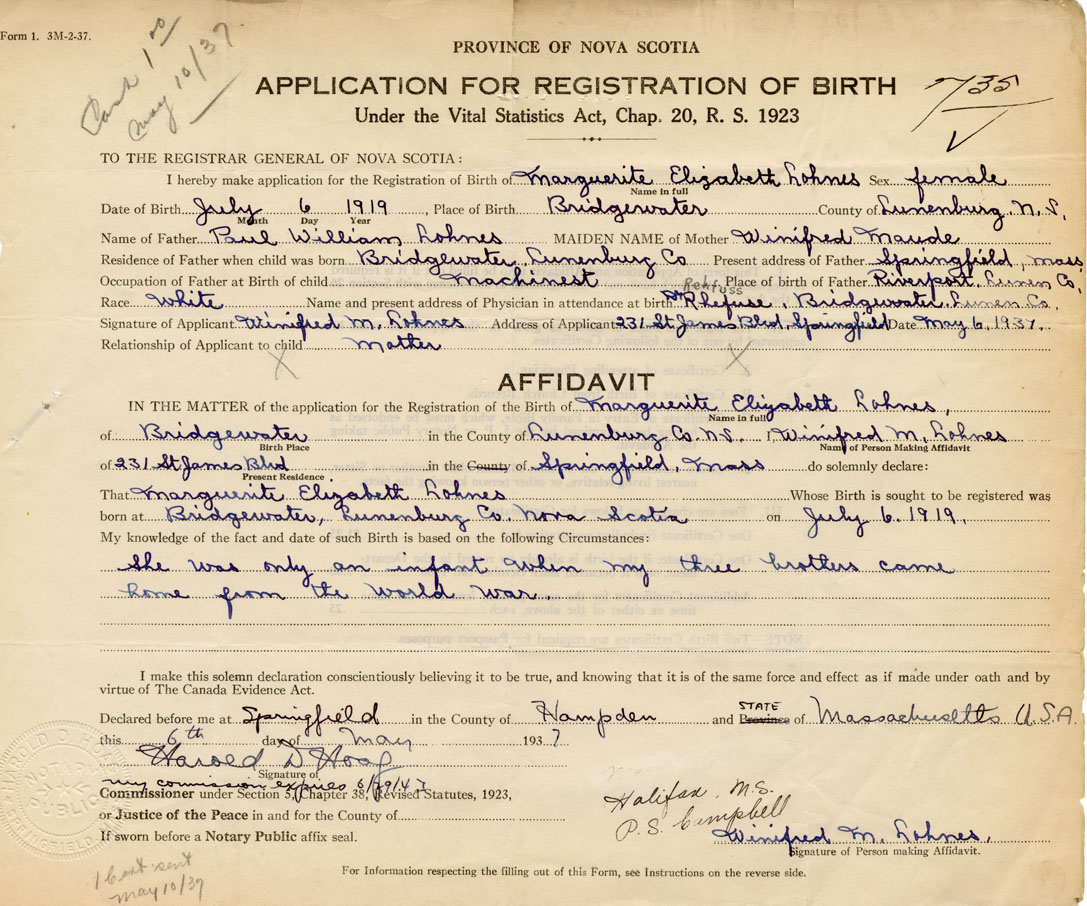 Form 1. 3M-2-37.
Cash 1.00
May 10/37.
PROVINCE OF NOVA SCOTIA
APPLICATION FOR REGISTRATION OF BIRTH
735
Under the Vital Statistics Act, Chap. 20, R. S. 1923
TO THE REGISTRAR GENERAL OF NOVA SCOTIA:
I hereby make application for the Registration of Birth of Marguerite Elizabeth Lohnes Sex female
Name in full
Date of Birth July 6 1919, Place of Birth Bridgewater County of Lunenburg, N. S.
Month Day Year
Name of Father Paul William Lohnes MAIDEN NAME of Mother Winifred Maude
Residence of Father when child was born Bridgewater, Lunenburg Co Present address of Father Springfield, Mass
Occupation of Father at Birth of child Machinest Place of birth of Father Riverport, Lunen Co.
Rehfuss
Race White Name and present address of Physician in attendance at birth Dr Rhefuse, Bridgewater, Lunen Co.
Signature of Applicant Winifred M. Lohnes Address of Applicant 231 St James Blvd, Springfield Date May 6, 1937.
Relationship of Applicant to child Mother
X X
AFFIDAVIT
IN THE MATTER of the application for the Registration of the Birth of Marguerite Elizabeth Lohnes,
Name in full
of Bridgewater in the County of Lunenburg Co. N.S. I Winifred M. Lohnes
Birth Place Name of Person Making Affidavit
of 231 St James Blvd in the County of Springfield, Mass do solemnly declare:
Present Residence.
That Marguerite Elizabeth Lohnes Whose Birth is sought to be registered was
born at Bridgewater, Lunenburg Co. Nova Scotia on July 6, 1919.
My knowledge of the fact and date of such Birth is based on the following Circumstances:
She was only an infant when my three brothers came
home from the World War.
I make this solemn declaration conscientiously believing it to be true, and knowing that it is of the same force and effect as if made under oath and by
virtue of The Canada Evidence Act.
STATE
Declared before me at Springfield in the County of Hampden and Province of Massachusetts U.S.A.
this 6th day of May 1937
Harold D Hoag
Signature of
my commission expires
Commissioner under Section 5, Chapter 38, Revised Statutes, 1923,
or Justice of the Peace in and for the County of
If sworn before a Notary Public affix seal.
NOTARY PUBLIC
SPRINGFIELD
Halifax, N.S.
P.S. Campbell
Winifred M. Lohnes,
Signature of Person making Affidavit.
1 Cert sent
May 10/37
For Information respecting the filling out of this Form, see Instructions on the reverse side.